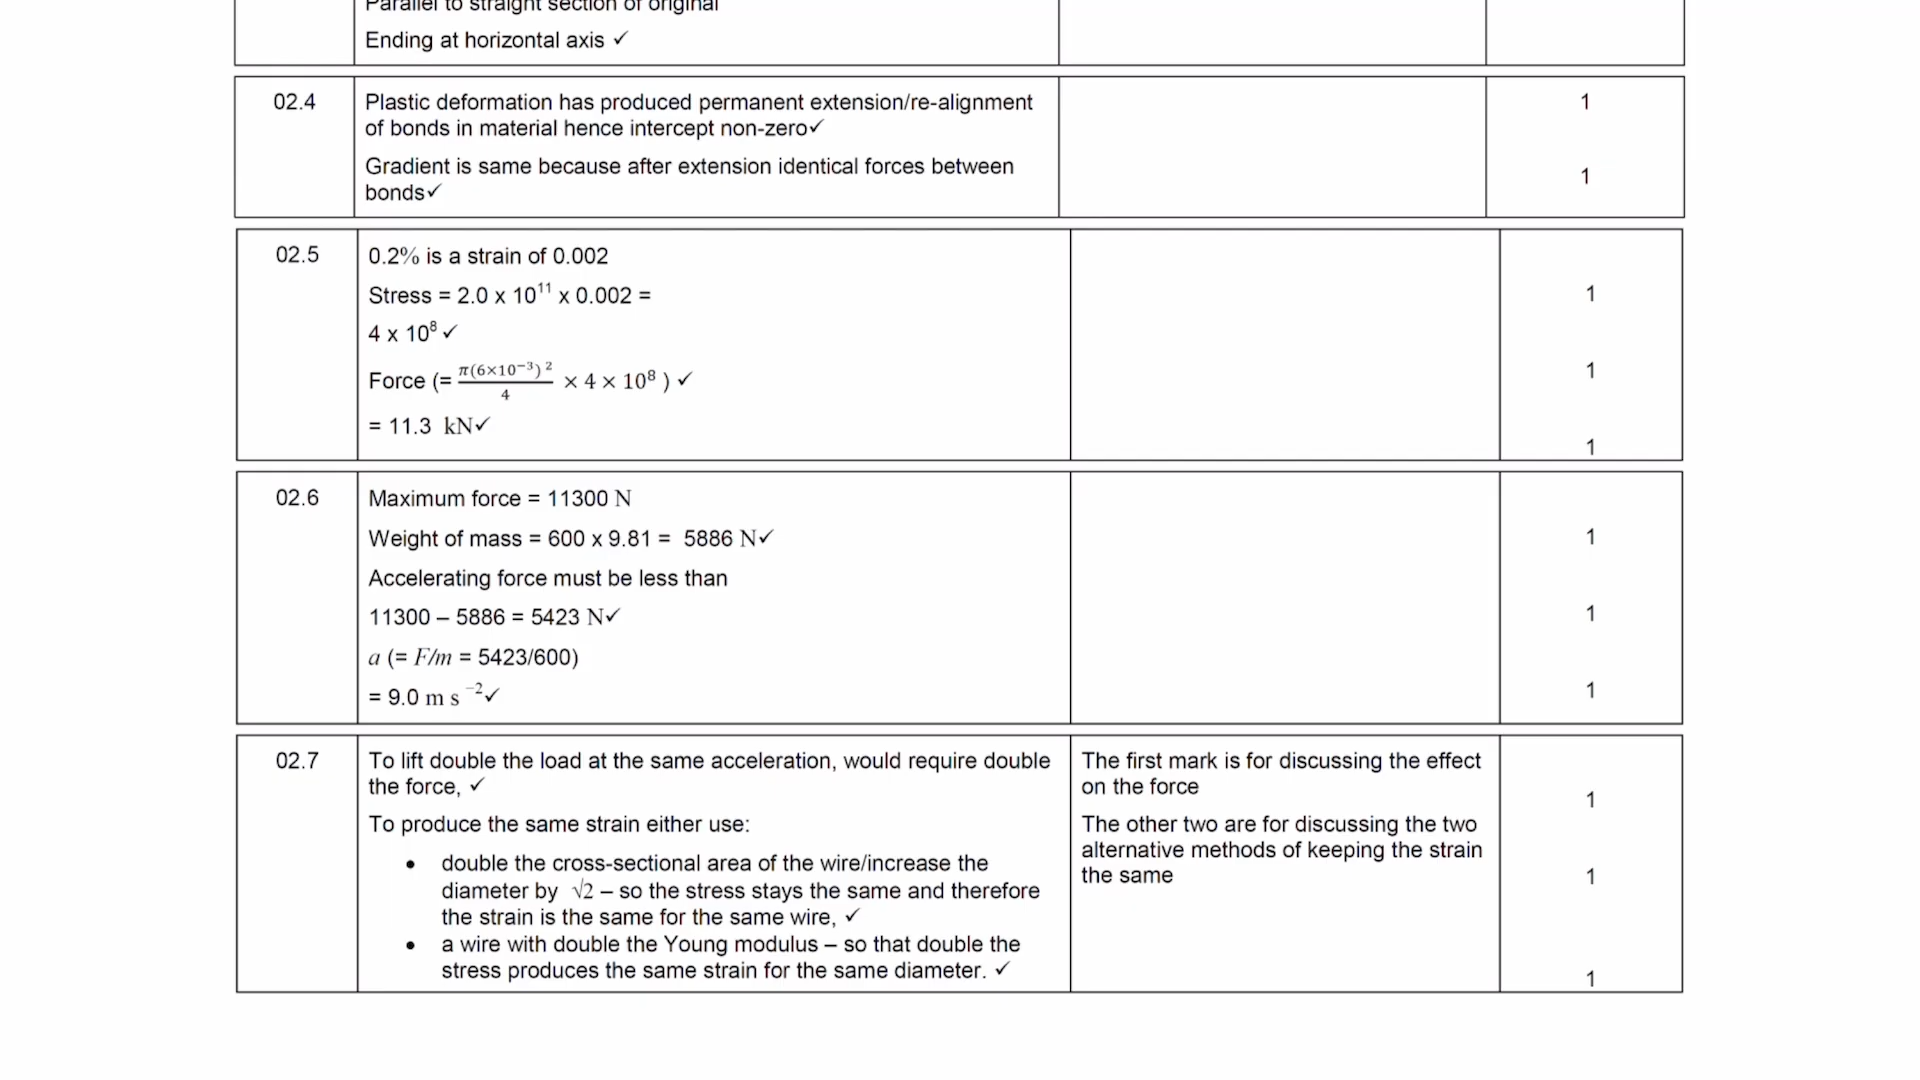 Parallel to straight section of original
Ending at horizontal axis ✓
02.4
Plastic deformation has produced permanent extension/re-alignment
of bonds in material hence intercept non-zero✓
1
Gradient is same because after extension identical forces between
bonds✓
1
02.5
0.2% is a strain of 0.002
Stress = 2.0 x 10¹¹ x 0.002 =
1
4 x 10⁸ ✓
Force (= π(6×10⁻³)²/4 × 4 × 10⁸ ) ✓
1
= 11.3 kN✓
1
02.6
Maximum force = 11300 N
Weight of mass = 600 x 9.81 = 5886 N✓
1
Accelerating force must be less than
11300 – 5886 = 5423 N✓
1
a (= F/m = 5423/600)
= 9.0 m s ⁻²✓
1
02.7
To lift double the load at the same acceleration, would require double
the force, ✓
1
To produce the same strain either use:
• double the cross-sectional area of the wire/increase the
diameter by √2 – so the stress stays the same and therefore
the strain is the same for the same wire, ✓
1
• a wire with double the Young modulus – so that double the
stress produces the same strain for the same diameter. ✓
1
The first mark is for discussing the effect
on the force
The other two are for discussing the two
alternative methods of keeping the strain
the same